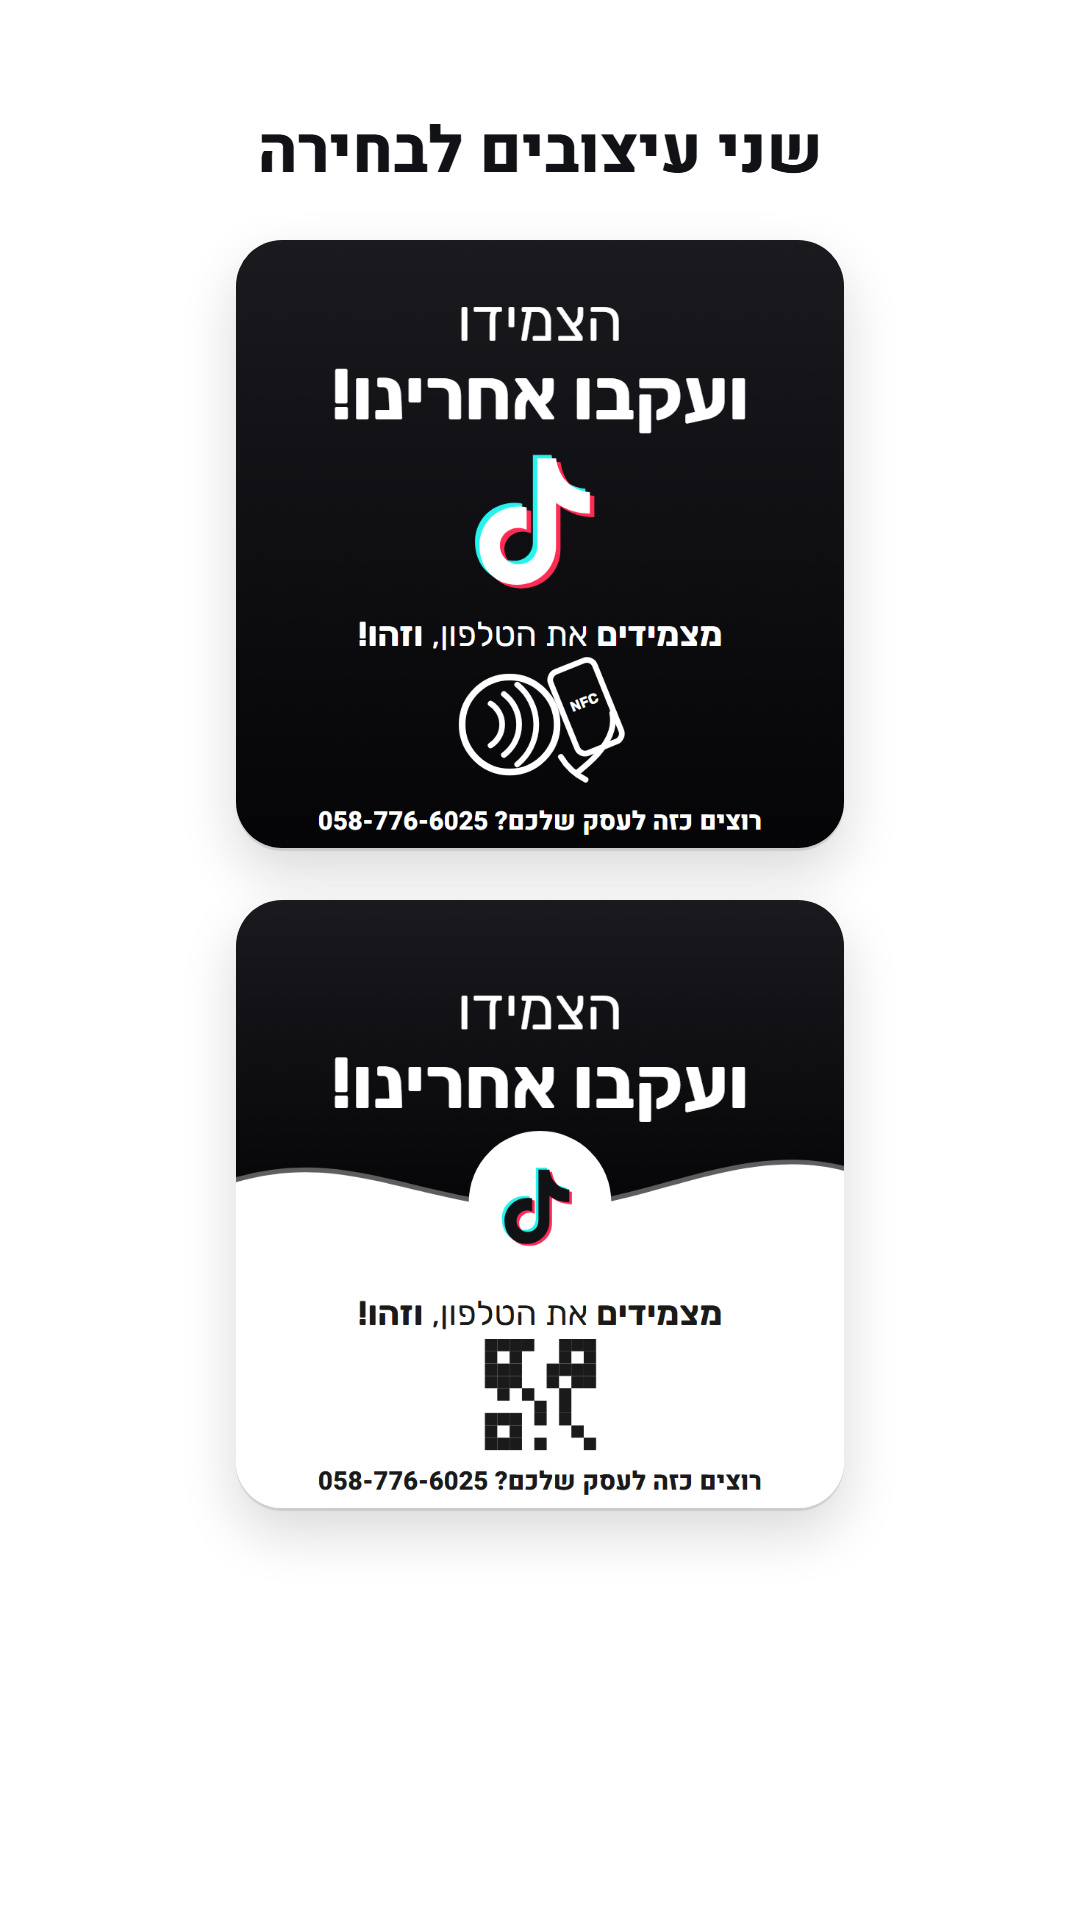 שני עיצובים לבחירה
הצמידו
ועקבו אחרינו!
מצמידים את הטלפון, וזהו!
NFC
רוצים כזה לעסק שלכם? 058-776-6025
הצמידו
ועקבו אחרינו!
מצמידים את הטלפון, וזהו!
רוצים כזה לעסק שלכם? 058-776-6025